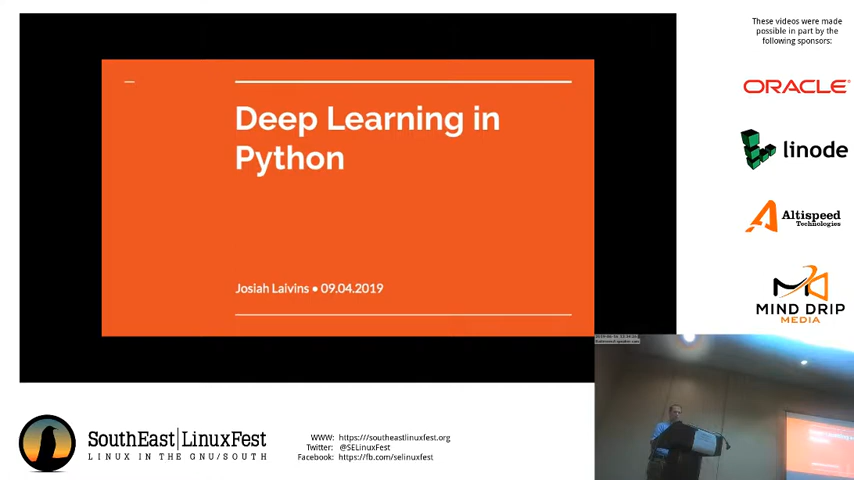 These videos were made
possible in part by the
following sponsors:
ORACLE
linode
Altispeed
Technologies
MIND DRIP
MEDIA
Deep Learning in
Python
Josiah Laivins • 09.04.2019
SouthEast|LinuxFest
LINUX IN THE GNU/SOUTH
WWW: https:///southeastlinuxfest.org
Twitter: @SELinuxFest
Facebook: https://fb.com/selinuxfest